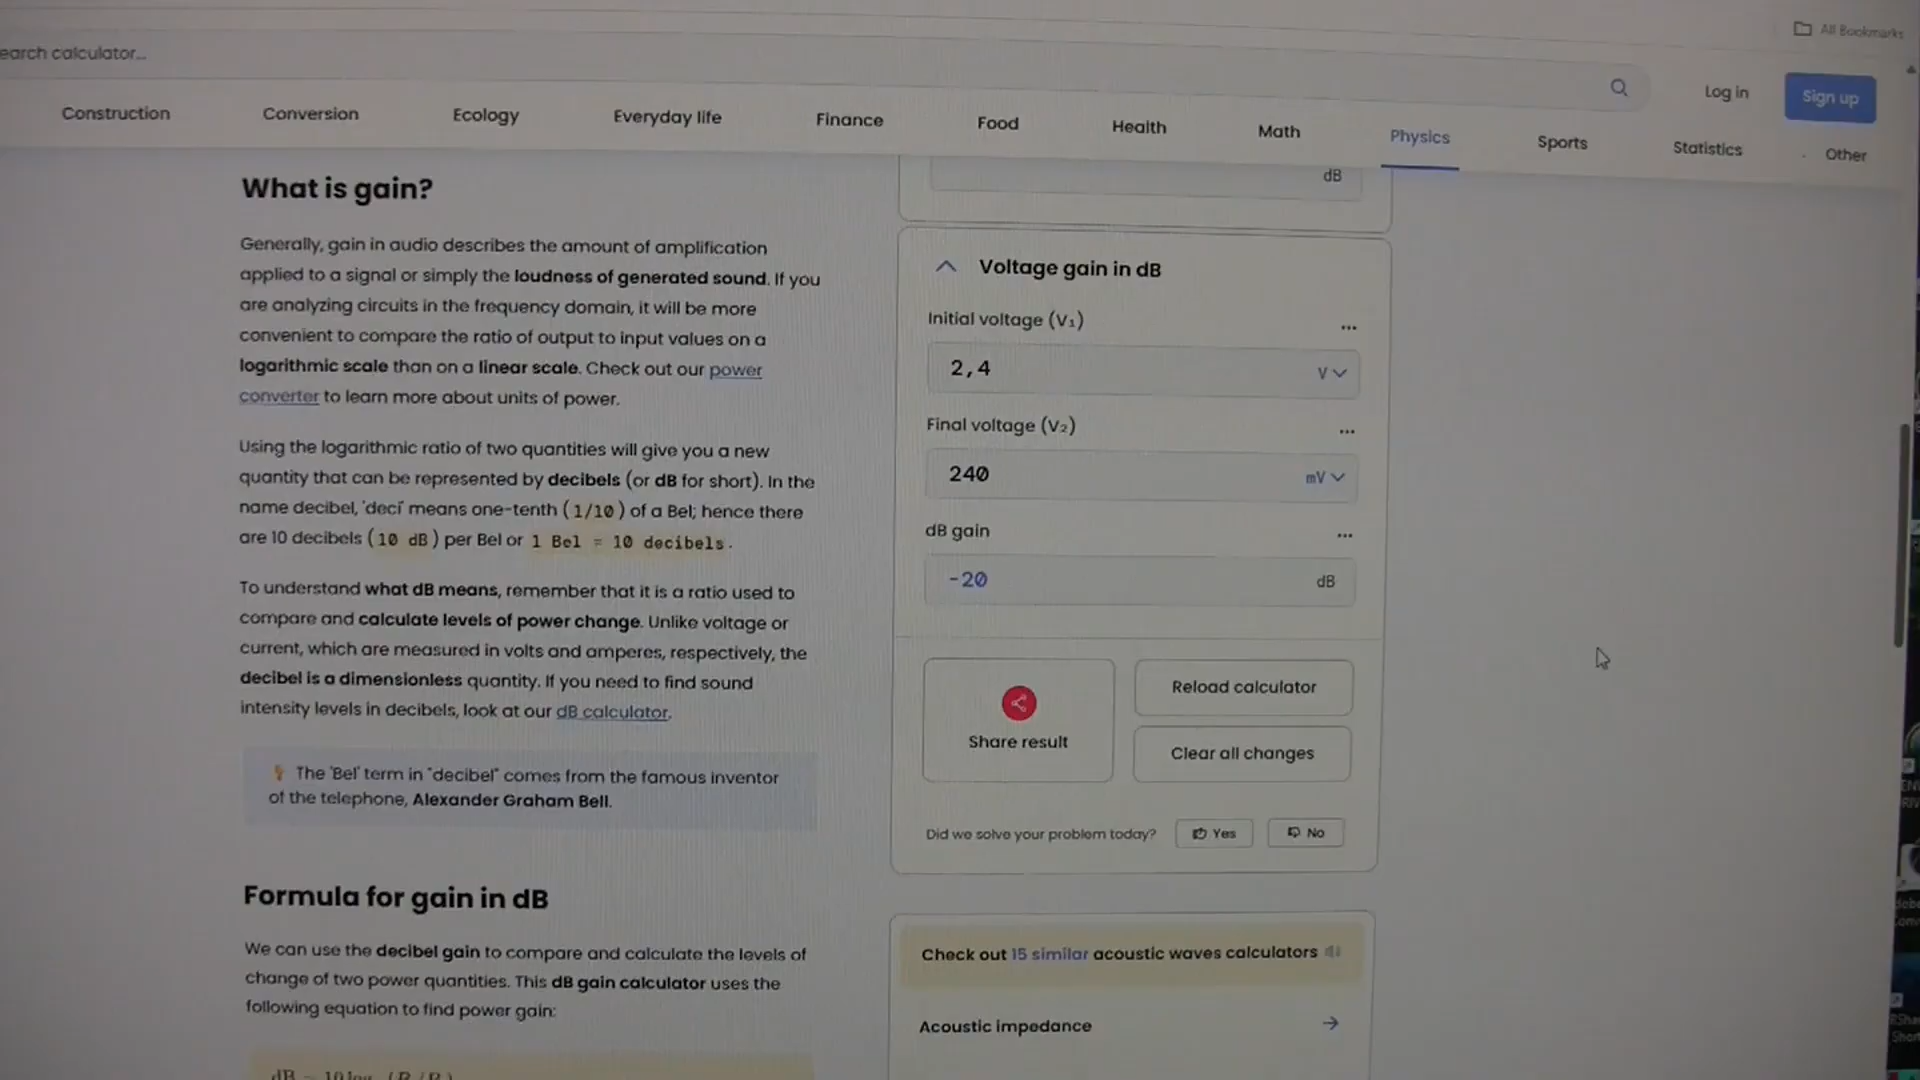 All Bookmarks
earch calculator...
Log in
Sign up
Construction
Conversion
Ecology
Everyday life
Finance
Food
Health
Math
Physics
Sports
Statistics
Other
What is gain?
Generally, gain in audio describes the amount of amplification
applied to a signal or simply the loudness of generated sound. If you
are analyzing circuits in the frequency domain, it will be more
convenient to compare the ratio of output to input values on a
logarithmic scale than on a linear scale. Check out our power
converter to learn more about units of power.
Using the logarithmic ratio of two quantities will give you a new
quantity that can be represented by decibels (or dB for short). In the
name decibel, 'deci' means one-tenth (1/10) of a Bel; hence there
are 10 decibels (10 dB) per Bel or 1 Bel = 10 decibels.
To understand what dB means, remember that it is a ratio used to
compare and calculate levels of power change. Unlike voltage or
current, which are measured in volts and amperes, respectively, the
decibel is a dimensionless quantity. If you need to find sound
intensity levels in decibels, look at our dB calculator.
The 'Bel' term in "decibel" comes from the famous inventor
of the telephone, Alexander Graham Bell.
Formula for gain in dB
We can use the decibel gain to compare and calculate the levels of
change of two power quantities. This dB gain calculator uses the
following equation to find power gain:
dB
Voltage gain in dB
Initial voltage (V₁)
...
2,4
V
Final voltage (V₂)
...
240
mV
dB gain
...
-20
dB
Share result
Reload calculator
Clear all changes
Did we solve your problem today?
Yes
No
Check out 15 similar acoustic waves calculators
Acoustic impedance